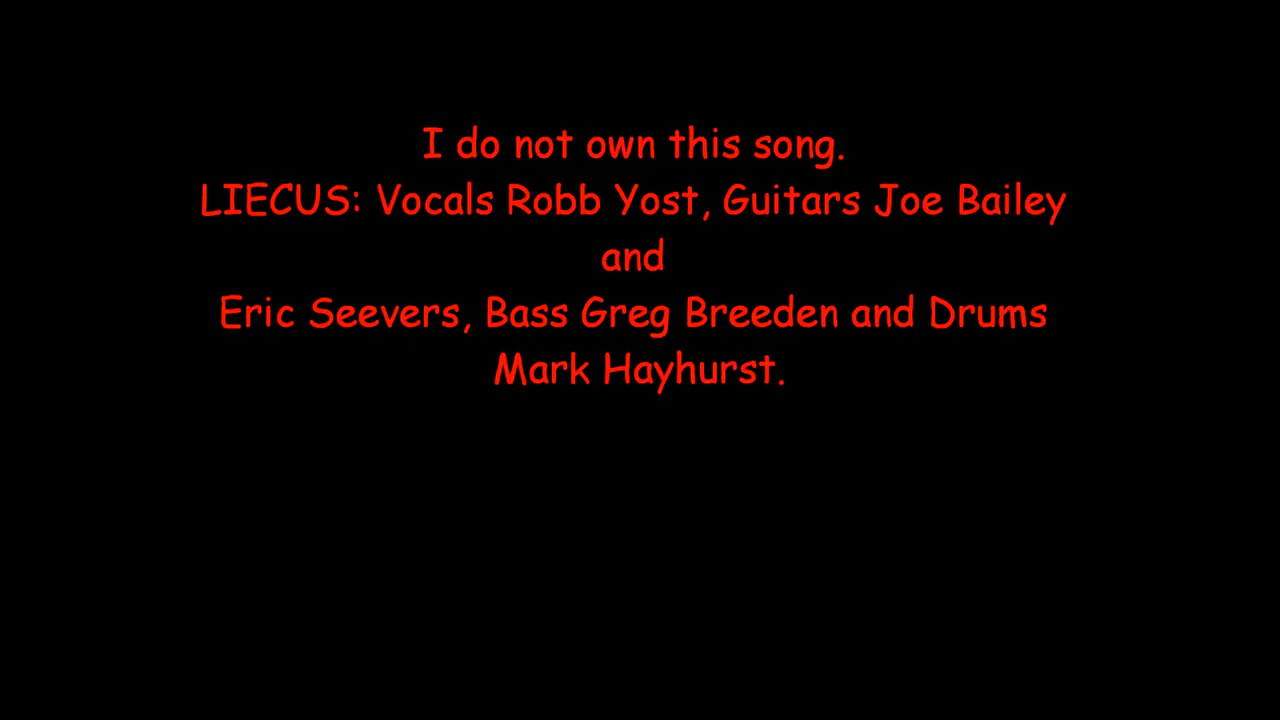 I do not own this song.
LIECUS: Vocals Robb Yost, Guitars Joe Bailey
and
Eric Seevers, Bass Greg Breeden and Drums
Mark Hayhurst.